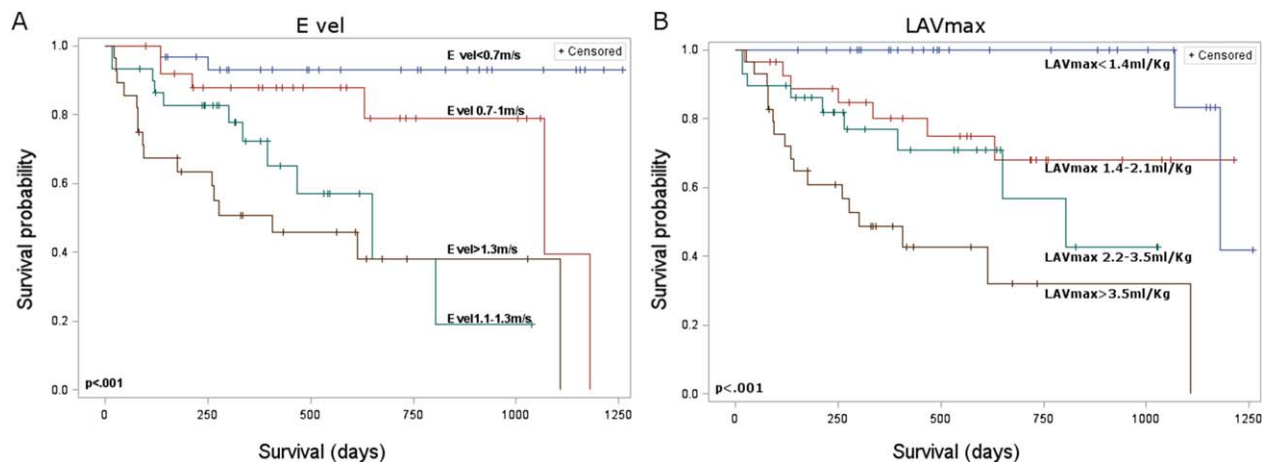 A
E vel
B
LAVmax
+ Censored
E vel<0.7m/s
E vel 0.7-1m/s
E vel>1.3m/s
E vel1.1-1.3m/s
p<.001
1.0
0.8
0.6
0.4
0.2
0.0
Survival probability
0
250
500
750
1000
1250
Survival (days)
+ Censored
LAVmax<1.4ml/Kg
LAVmax 1.4-2.1ml/Kg
LAVmax 2.2-3.5ml/Kg
LAVmax>3.5ml/Kg
p<.001
1.0
0.8
0.6
0.4
0.2
0.0
Survival probability
0
250
500
750
1000
1250
Survival (days)